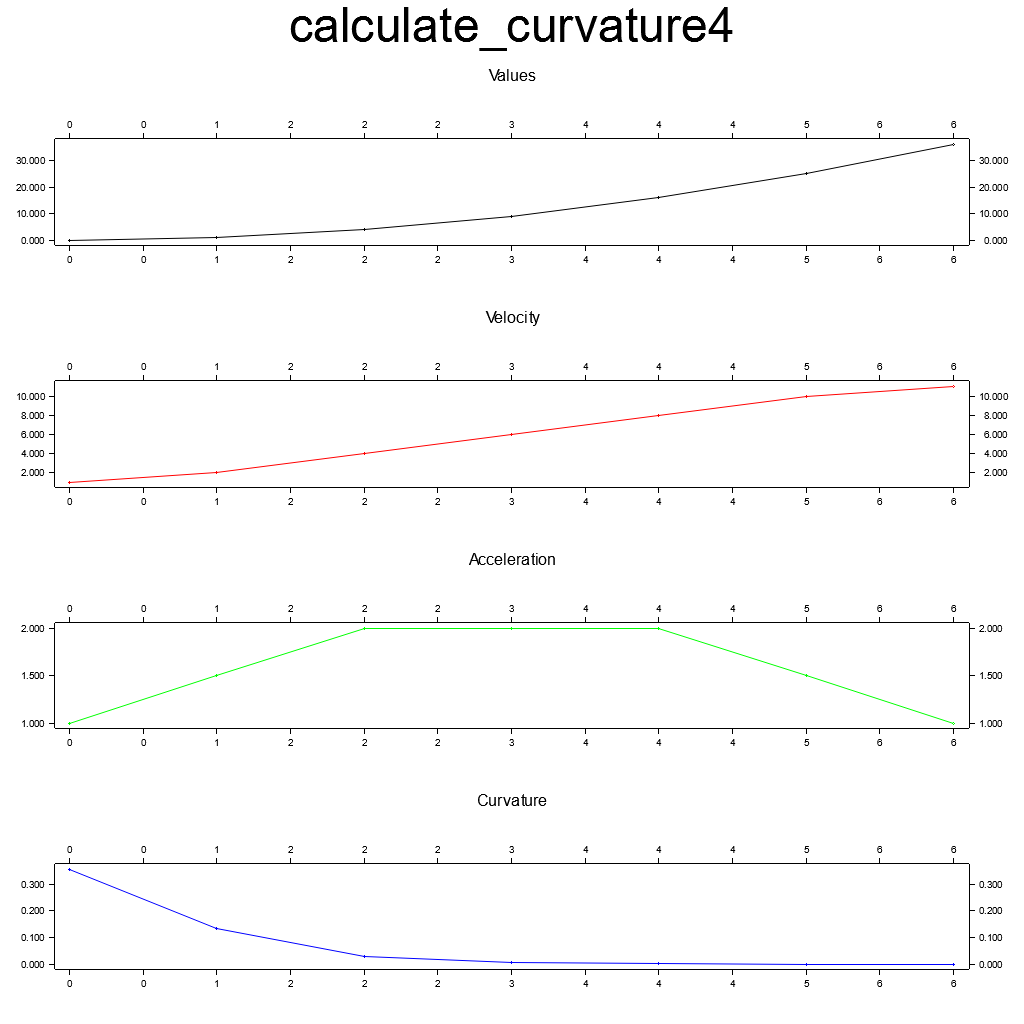 calculate_curvature4
Values
0 0 1 2 2 2 3 4 4 4 5 6 6
30.000 30.000
20.000 20.000
10.000 10.000
0.000 0.000
0 0 1 2 2 2 3 4 4 4 5 6 6
Velocity
0 0 1 2 2 2 3 4 4 4 5 6 6
10.000 10.000
8.000 8.000
6.000 6.000
4.000 4.000
2.000 2.000
0 0 1 2 2 2 3 4 4 4 5 6 6
Acceleration
0 0 1 2 2 2 3 4 4 4 5 6 6
2.000 2.000
1.500 1.500
1.000 1.000
0 0 1 2 2 2 3 4 4 4 5 6 6
Curvature
0 0 1 2 2 2 3 4 4 4 5 6 6
0.300 0.300
0.200 0.200
0.100 0.100
0.000 0.000
0 0 1 2 2 2 3 4 4 4 5 6 6